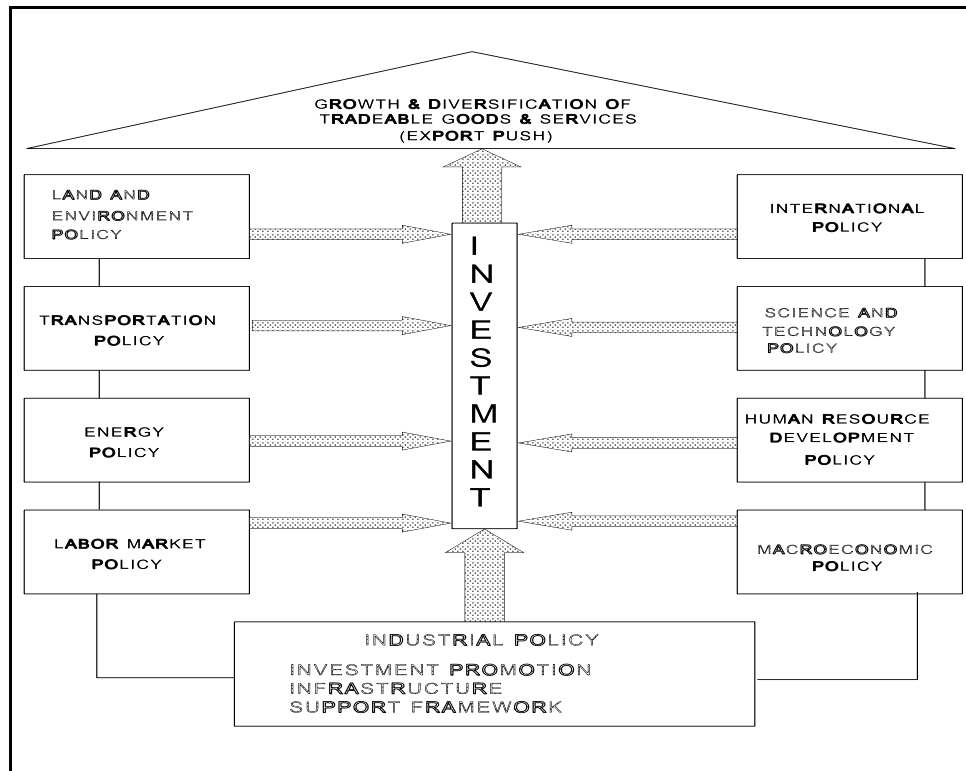 GROWTH & DIVERSIFICATION OF
TRADEABLE GOODS & SERVICES
(EXPORT PUSH)
LAND AND
ENVIRONMENT
POLICY
TRANSPORTATION
POLICY
ENERGY
POLICY
LABOR MARKET
POLICY
INVESTMENT
INTERNATIONAL
POLICY
SCIENCE AND
TECHNOLOGY
POLICY
HUMAN RESOURCE
DEVELOPMENT
POLICY
MACROECONOMIC
POLICY
INDUSTRIAL POLICY
INVESTMENT PROMOTION
INFRASTRUCTURE
SUPPORT FRAMEWORK